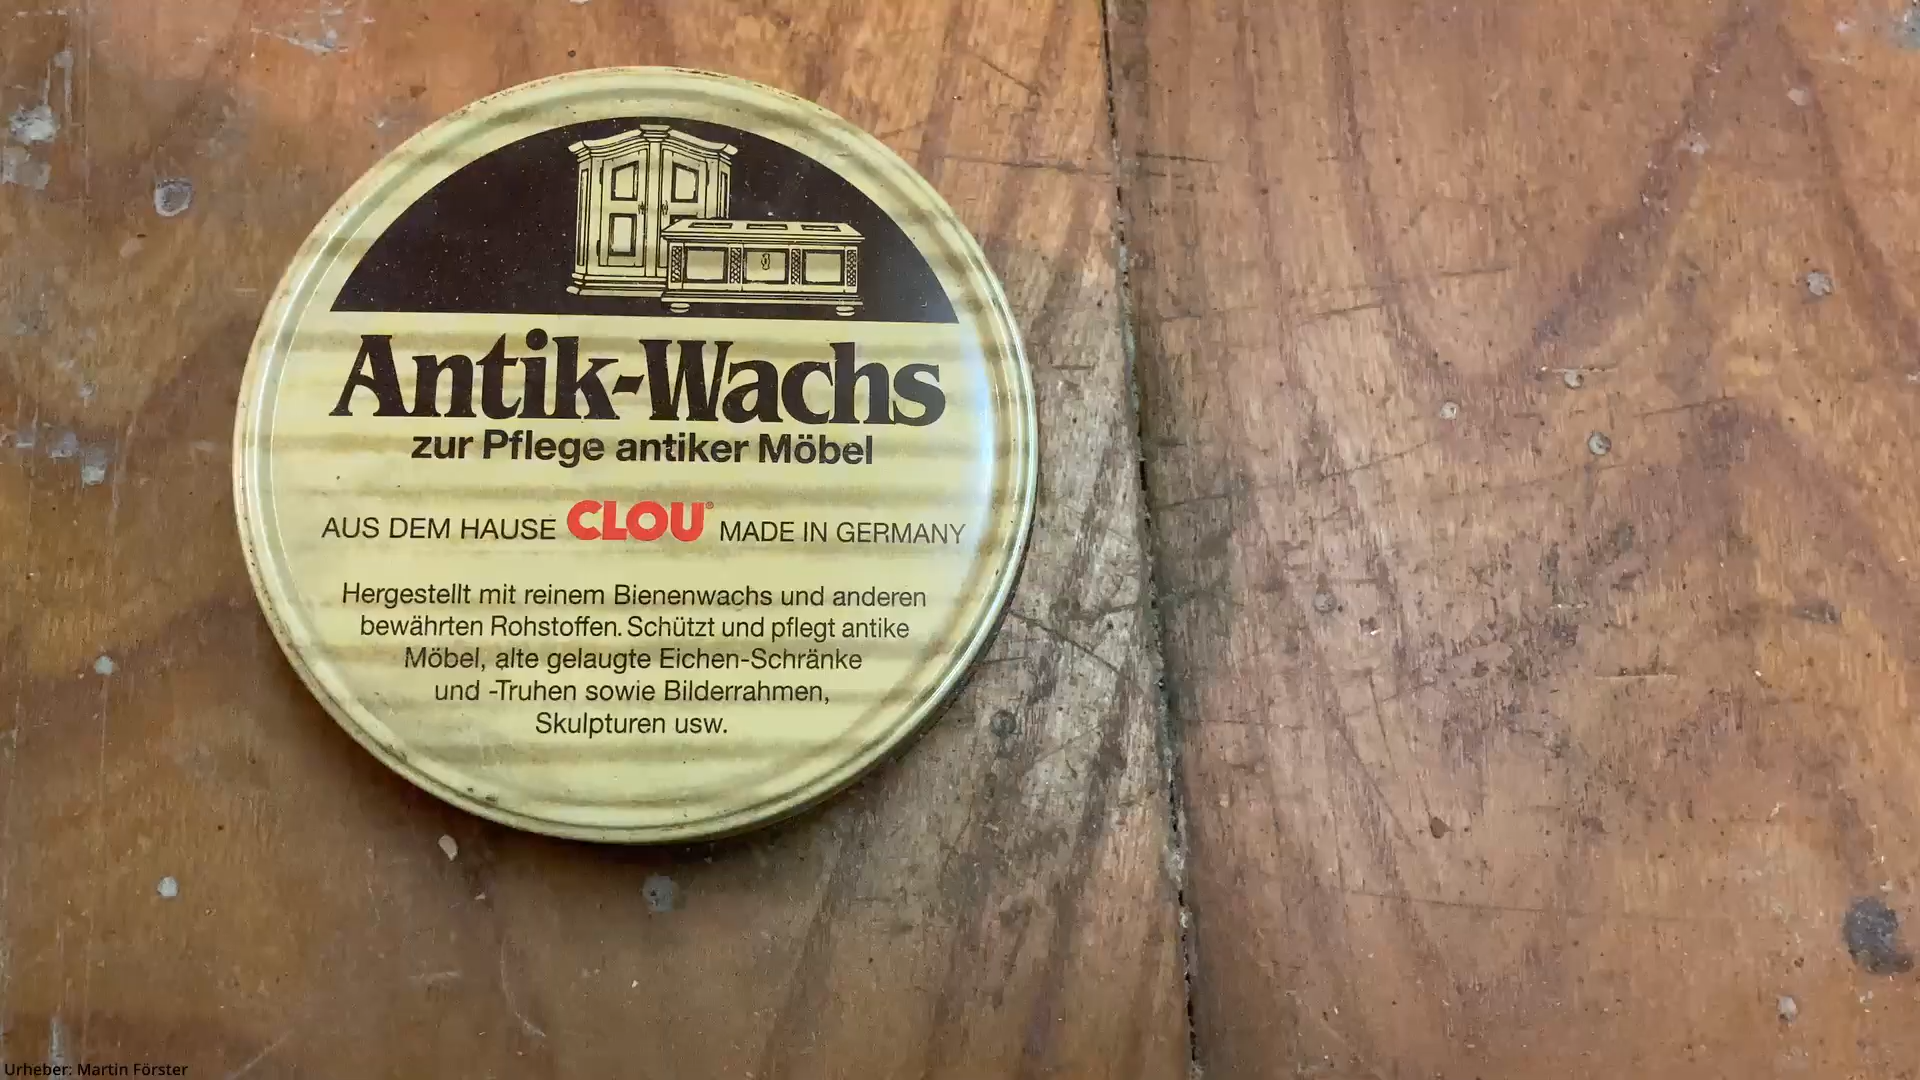 Antik-Wachs
zur Pflege antiker Möbel
AUS DEM HAUSE CLOU® MADE IN GERMANY
Hergestellt mit reinem Bienenwachs und anderen
bewährten Rohstoffen. Schützt und pflegt antike
Möbel, alte gelaugte Eichen-Schränke
und -Truhen sowie Bilderrahmen,
Skulpturen usw.
Urheber: Martin Förster